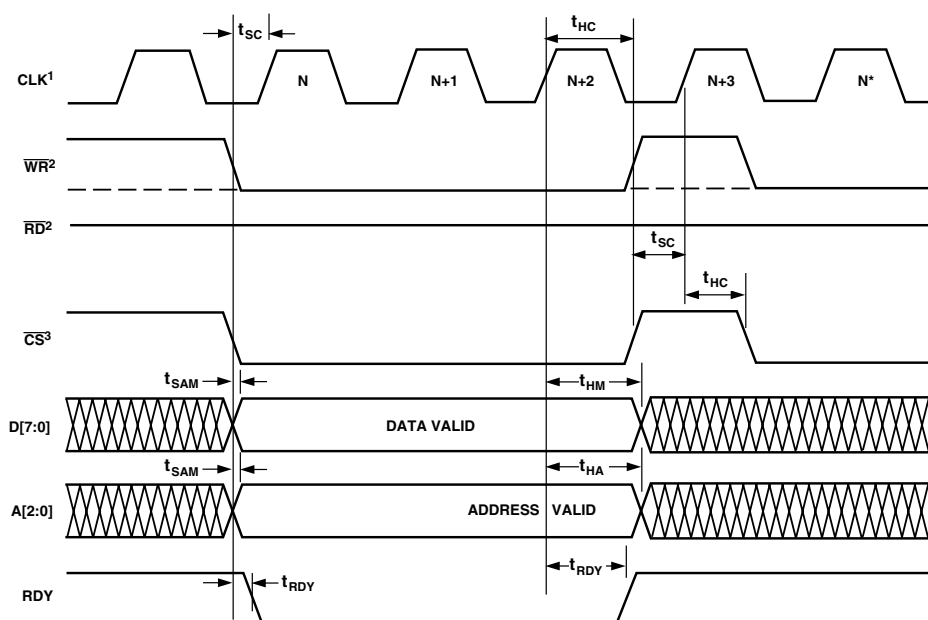 tSC
tHC
CLK1
N
N+1
N+2
N+3
N*
WR2
RD2
tSC
tHC
CS3
tSAM
tHM
D[7:0]
DATA VALID
tSAM
tHA
A[2:0]
ADDRESS VALID
tRDY
tRDY
RDY